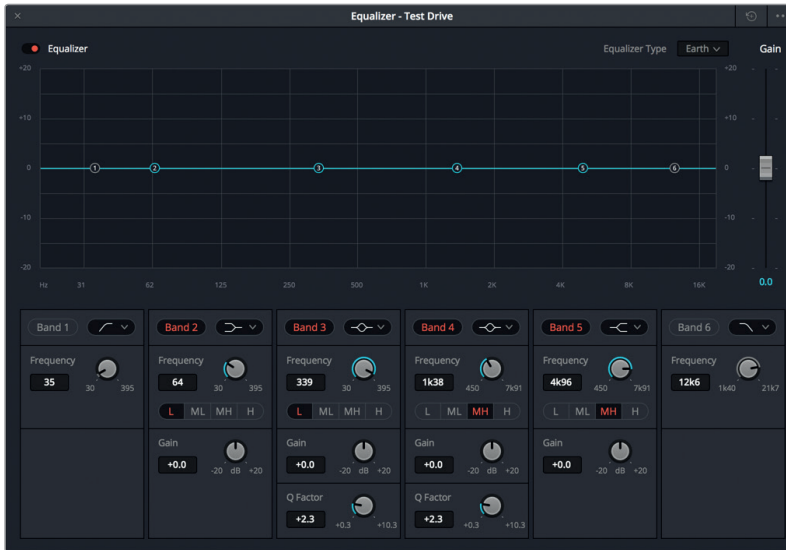 Equalizer - Test Drive
Equalizer
Equalizer Type Earth Gain
+20 +20
+10 +10
0 1 2 3 4 5 6 0
-10 -10
-20 -20
Hz 31 62 125 250 500 1K 2K 4K 8K 16K
0.0
Band 1 Band 2 Band 3 Band 4 Band 5 Band 6
Frequency Frequency Frequency Frequency Frequency Frequency
35 64 339 1k38 4k96 12k6
30 395 30 395 30 395 450 7k91 450 7k91 1k40 21k7
L ML MH H L ML MH H L ML MH H L ML MH H
Gain Gain Gain Gain
+0.0 +0.0 +0.0 +0.0
-20 dB +20 -20 dB +20 -20 dB +20 -20 dB +20
Q Factor Q Factor
+2.3 +2.3
+0.3 +10.3 +0.3 +10.3